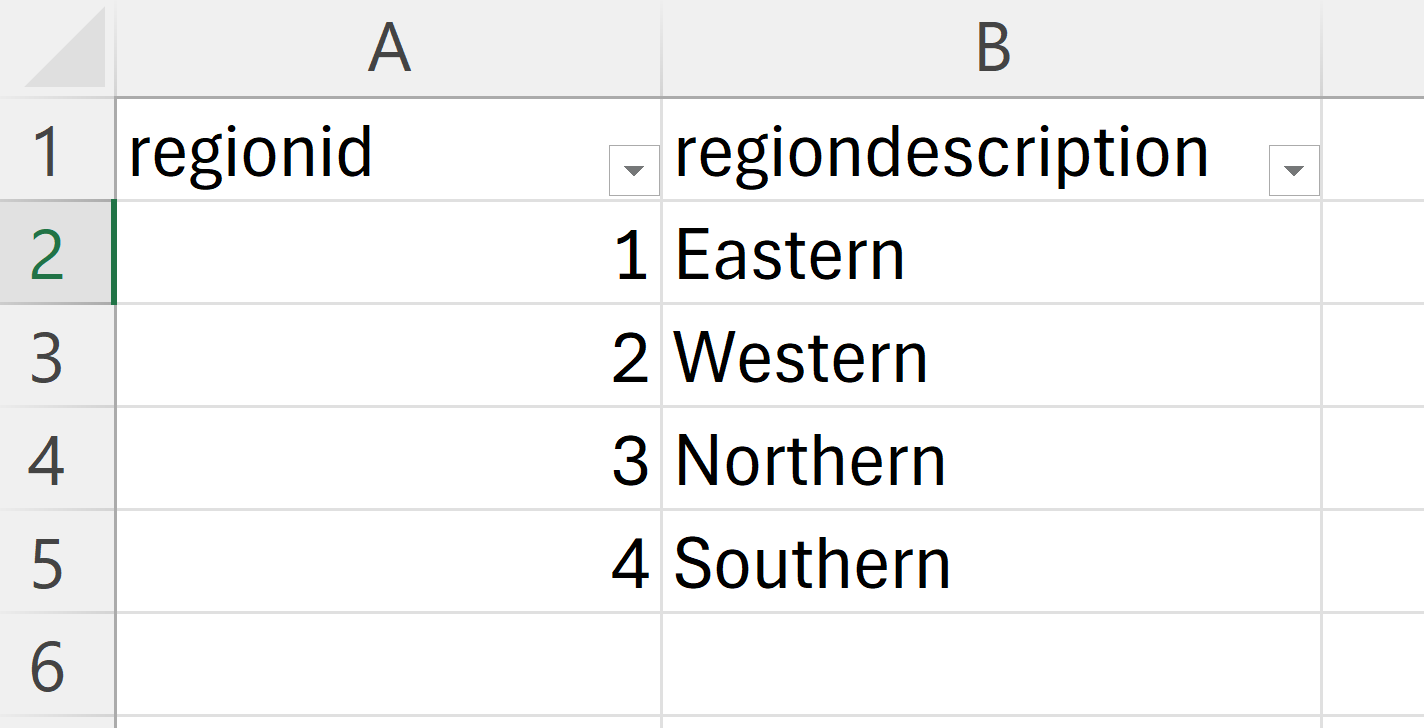 A B
1 regionid regiondescription
2 1 Eastern
3 2 Western
4 3 Northern
5 4 Southern
6